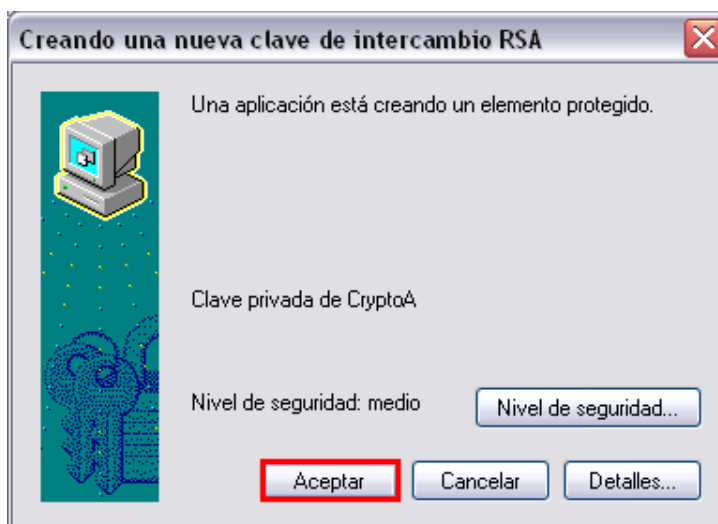 Creando una nueva clave de intercambio RSA
Una aplicación está creando un elemento protegido.
Clave privada de CryptoA
Nivel de seguridad: medio
Nivel de seguridad...
Aceptar
Cancelar
Detalles...